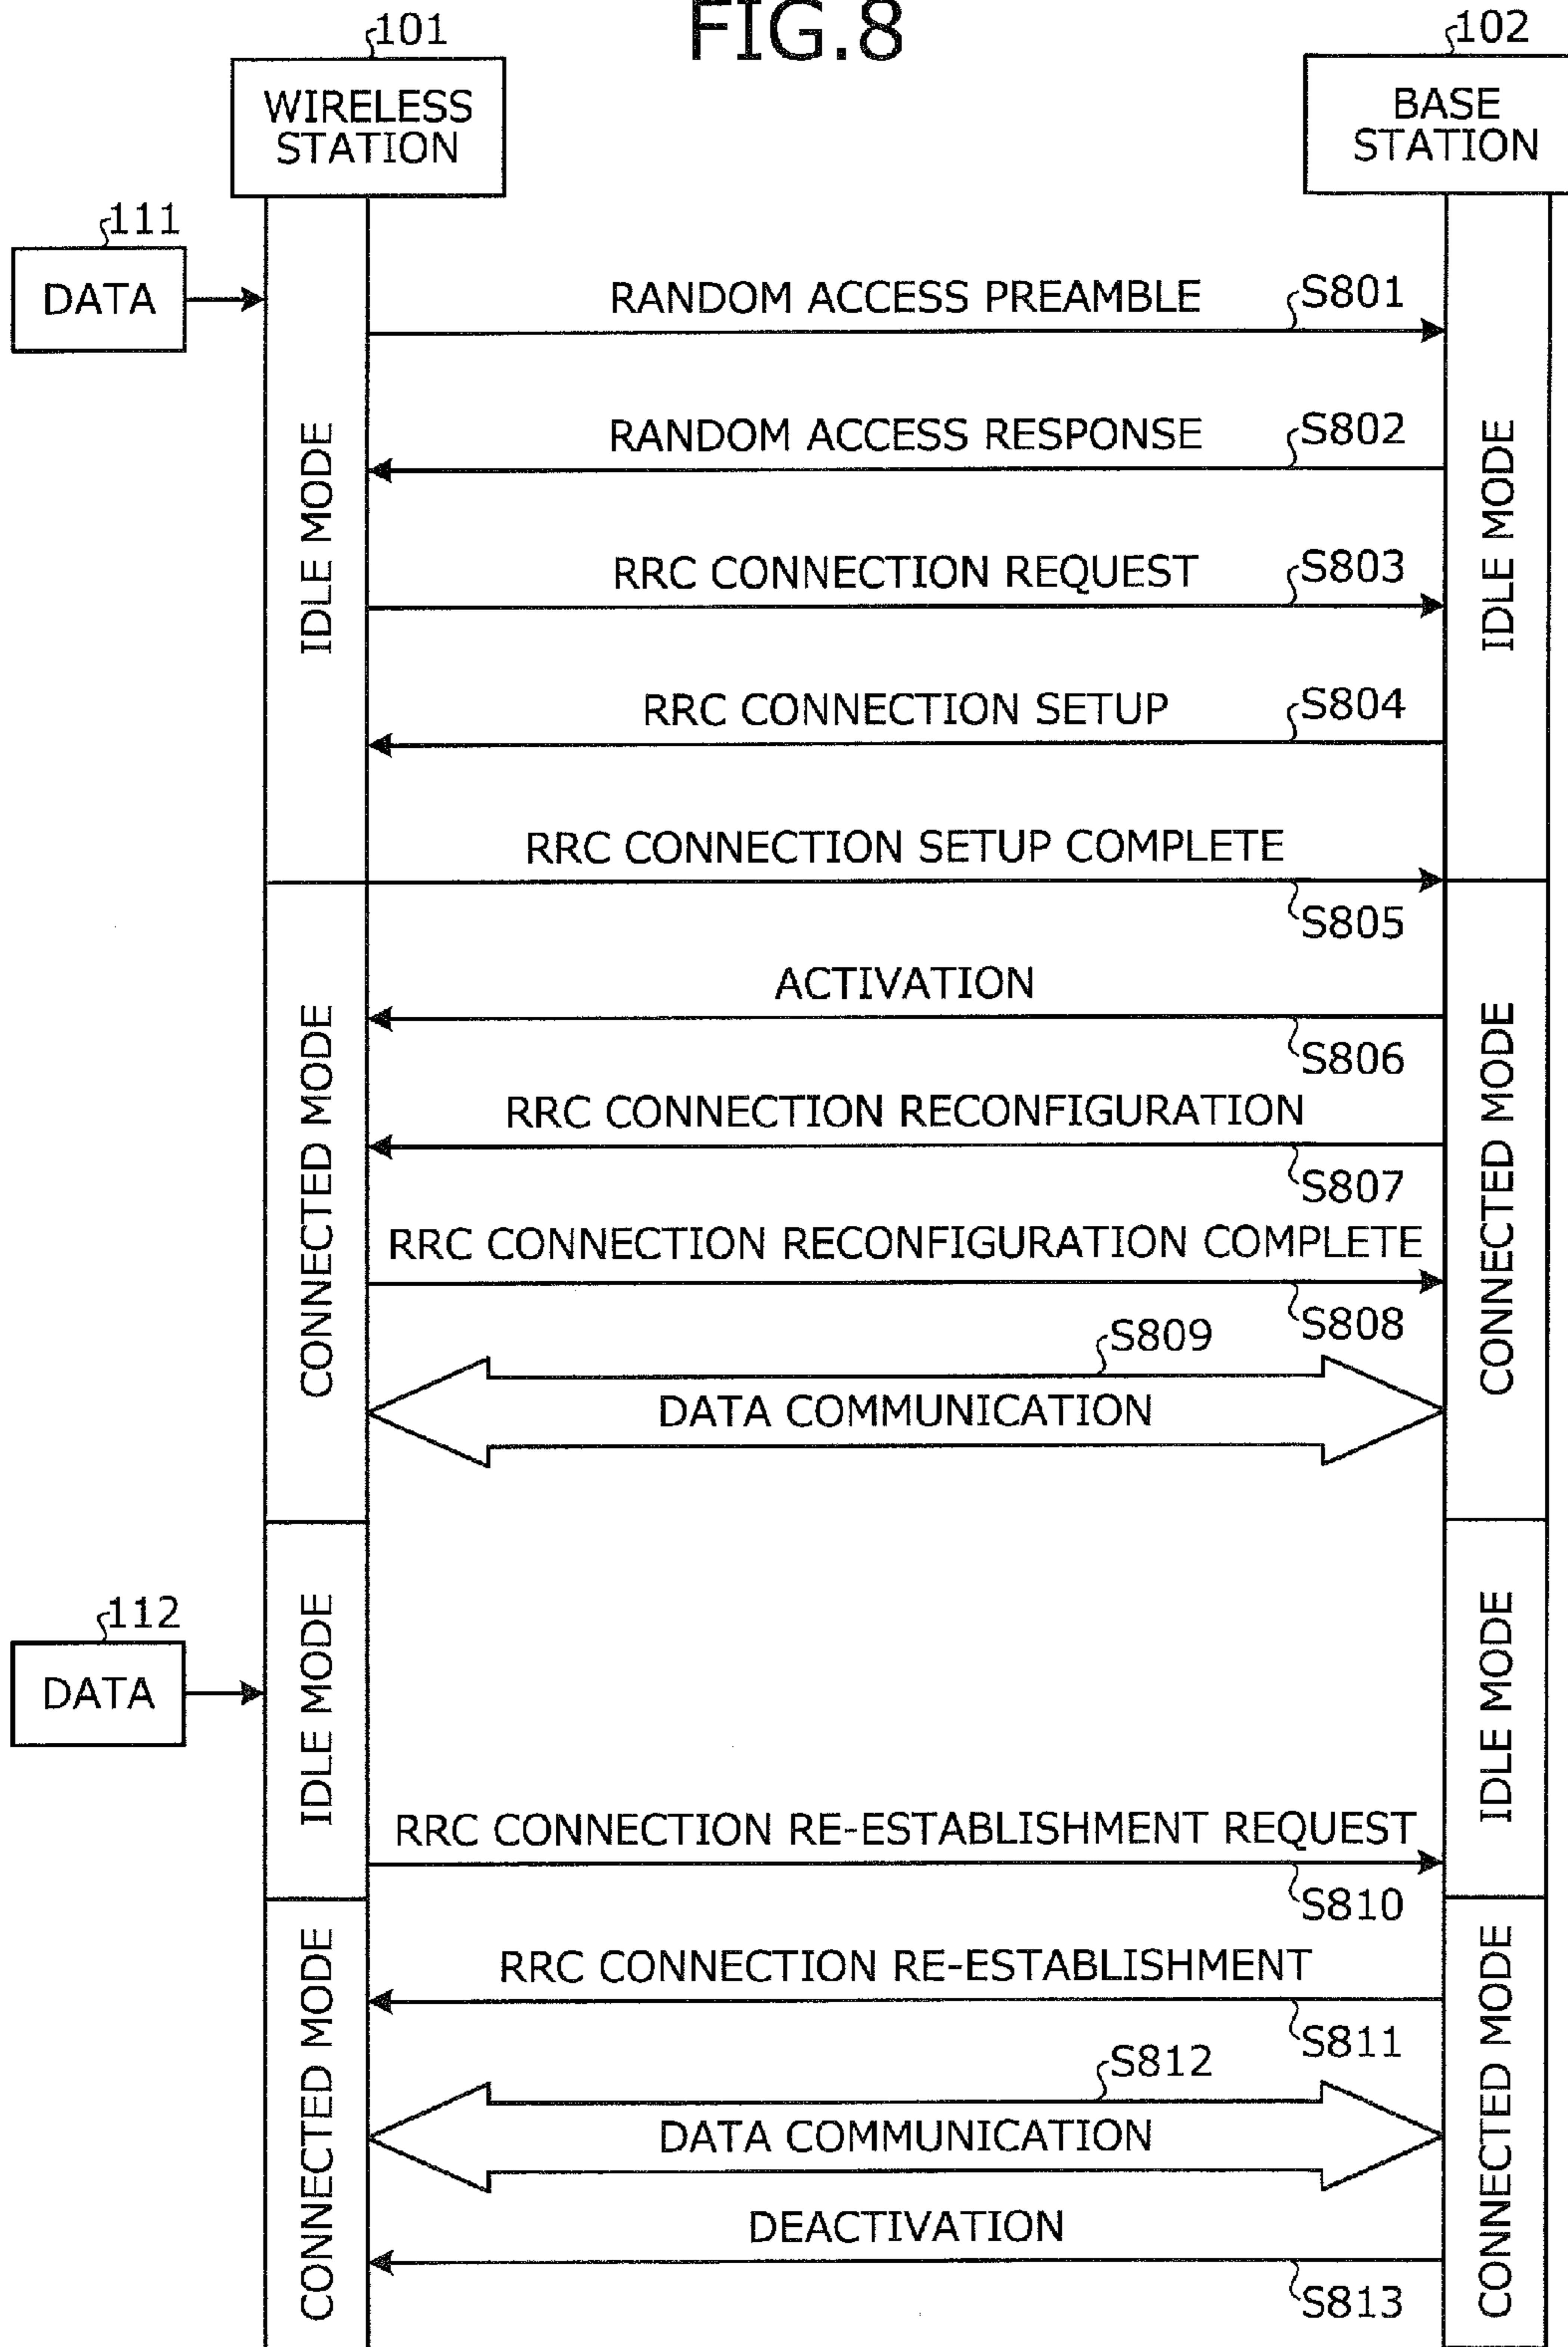 FIG.8
101
102
WIRELESS
STATION
BASE
STATION
111
DATA
RANDOM ACCESS PREAMBLE
S801
IDLE MODE
IDLE MODE
RANDOM ACCESS RESPONSE
S802
RRC CONNECTION REQUEST
S803
RRC CONNECTION SETUP
S804
RRC CONNECTION SETUP COMPLETE
S805
CONNECTED MODE
CONNECTED MODE
ACTIVATION
S806
RRC CONNECTION RECONFIGURATION
S807
RRC CONNECTION RECONFIGURATION COMPLETE
S808
S809
DATA COMMUNICATION
112
DATA
IDLE MODE
IDLE MODE
RRC CONNECTION RE-ESTABLISHMENT REQUEST
S810
CONNECTED MODE
CONNECTED MODE
RRC CONNECTION RE-ESTABLISHMENT
S811
S812
DATA COMMUNICATION
DEACTIVATION
S813